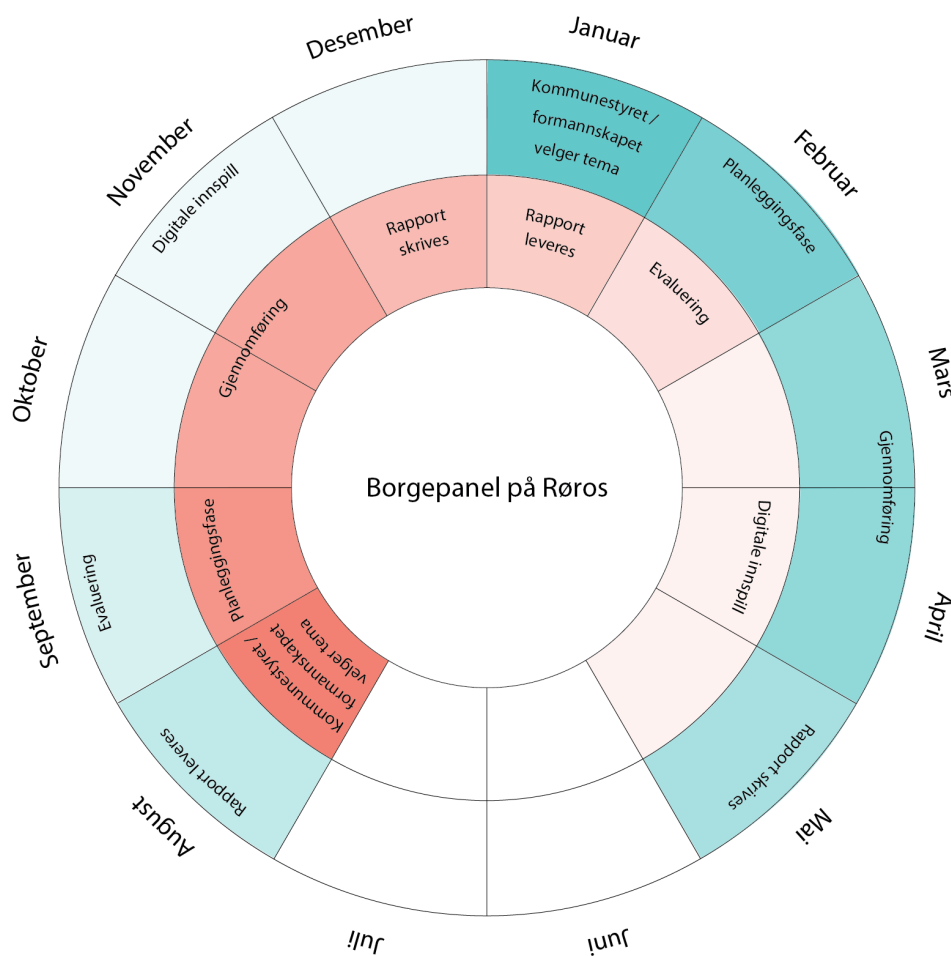 Januar
Februar
Mars
April
Mai
Juni
Juli
August
September
Oktober
November
Desember
Kommunestyret /
formannskapet
velger tema
Planleggingsfase
Gjennomføring
Rapport skrives
Rapport leveres
Evaluering
Digitale innspill
Rapport
leveres
Evaluering
Digitale innspill
Kommunestyret /
formannskapet
velger tema
Planleggingsfase
Gjennomføring
Rapport
skrives
Borgepanel på Røros